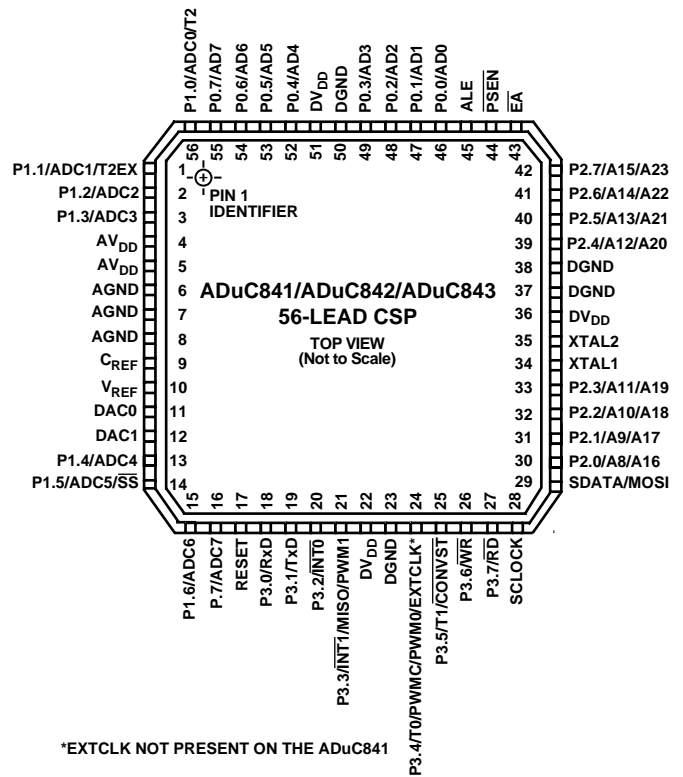 P1.0/ADC0/T2
P0.7/AD7
P0.6/AD6
P0.5/AD5
P0.4/AD4
DVDD
DGND
P0.3/AD3
P0.2/AD2
P0.1/AD1
P0.0/AD0
ALE
PSEN
EA
56
55
54
53
52
51
50
49
48
47
46
45
44
43
P1.1/ADC1/T2EX 1
P1.2/ADC2 2
P1.3/ADC3 3
AVDD 4
AVDD 5
AGND 6
AGND 7
AGND 8
CREF 9
VREF 10
DAC0 11
DAC1 12
P1.4/ADC4 13
P1.5/ADC5/SS 14
PIN 1
IDENTIFIER
ADuC841/ADuC842/ADuC843
56-LEAD CSP
TOP VIEW
(Not to Scale)
42 P2.7/A15/A23
41 P2.6/A14/A22
40 P2.5/A13/A21
39 P2.4/A12/A20
38 DGND
37 DGND
36 DVDD
35 XTAL2
34 XTAL1
33 P2.3/A11/A19
32 P2.2/A10/A18
31 P2.1/A9/A17
30 P2.0/A8/A16
29 SDATA/MOSI
15
16
17
18
19
20
21
22
23
24
25
26
27
28
P1.6/ADC6
P.7/ADC7
RESET
P3.0/RxD
P3.1/TxD
P3.2/INT0
P3.3/INT1/MISO/PWM1
DVDD
DGND
P3.4/T0/PWMC/PWM0/EXTCLK*
P3.5/T1/CONVST
P3.6/WR
P3.7/RD
SCLOCK
*EXTCLK NOT PRESENT ON THE ADuC841